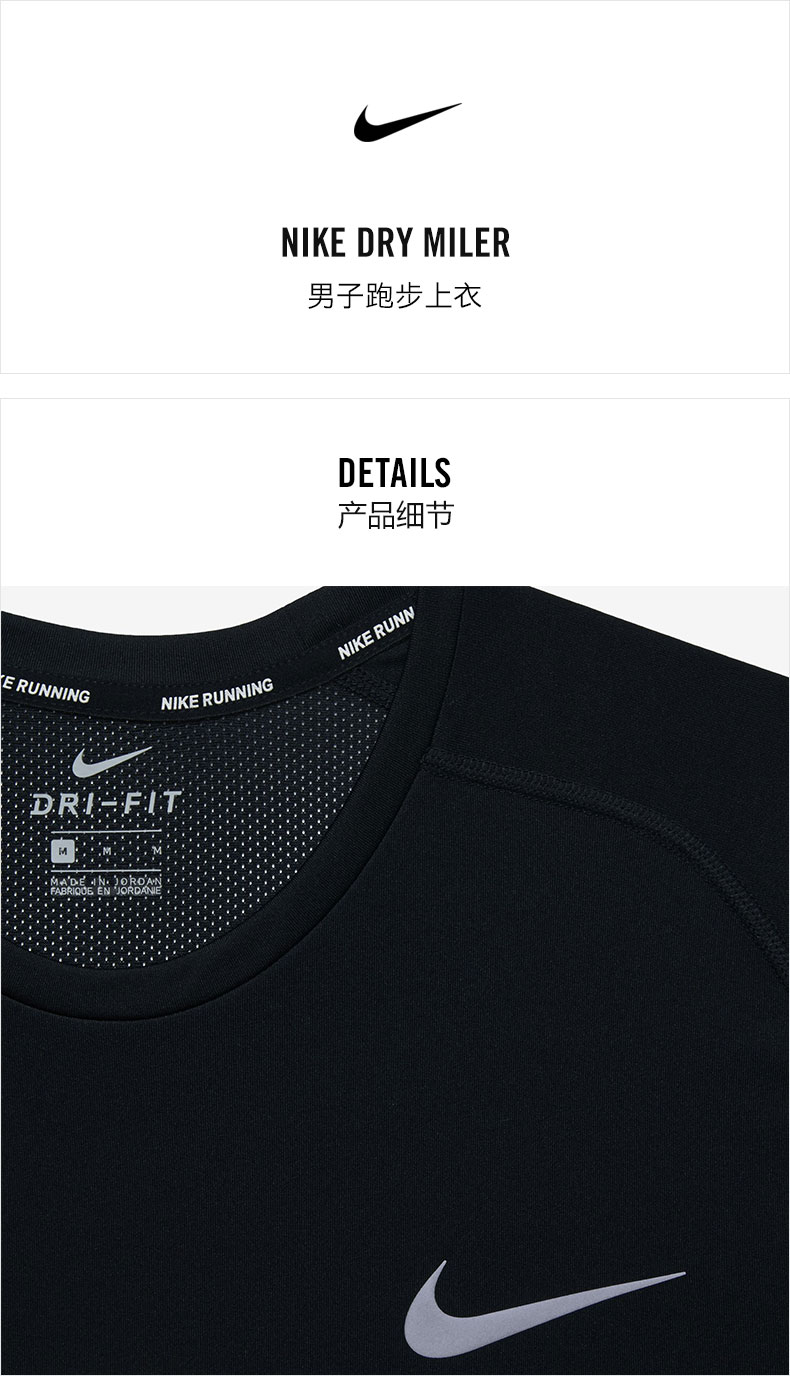 NIKE DRY MILER
男子跑步上衣
DETAILS
产品细节
NIKE RUNN
KE RUNNING
NIKE RUNNING
DRI-FIT
M M M
MADE IN JORDAN
FABRIQUÉ EN JORDANIE